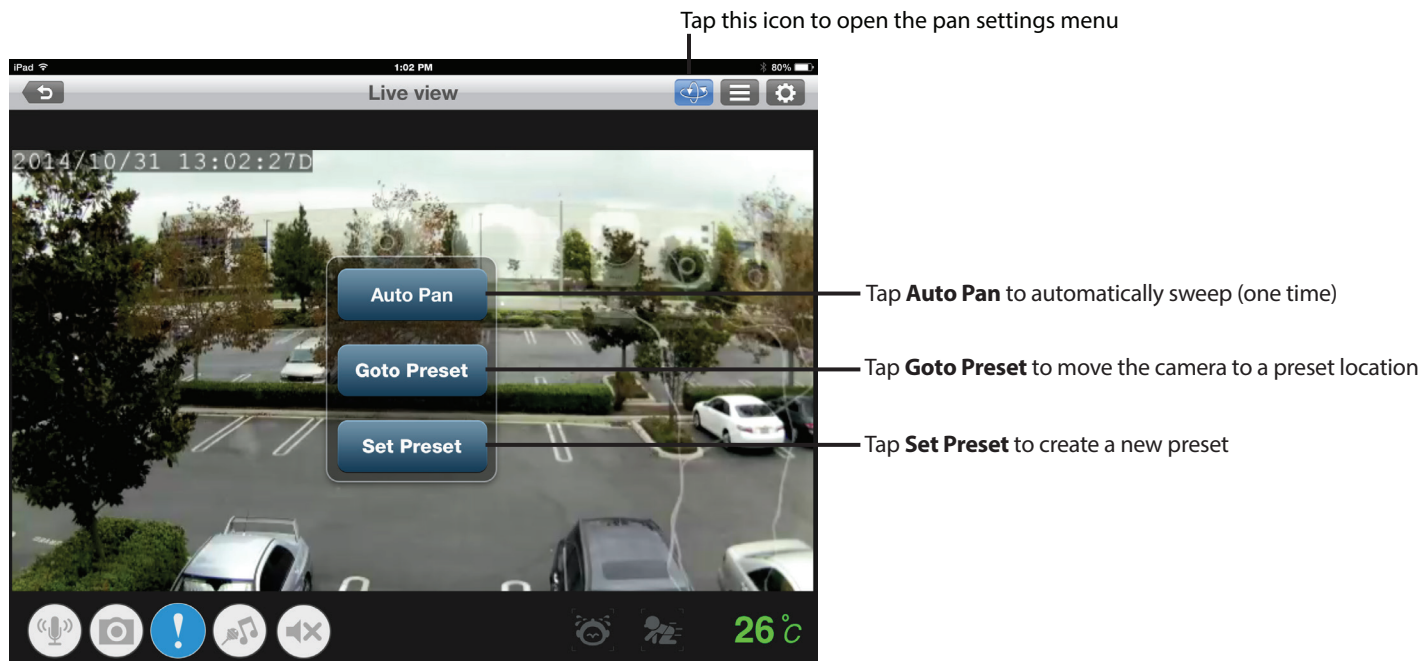 Tap this icon to open the pan settings menu
iPad 1:02 PM 80%
Live view
2014/10/31 13:02:27D
Auto Pan
Tap Auto Pan to automatically sweep (one time)
Goto Preset
Tap Goto Preset to move the camera to a preset location
Set Preset
Tap Set Preset to create a new preset
26 °C